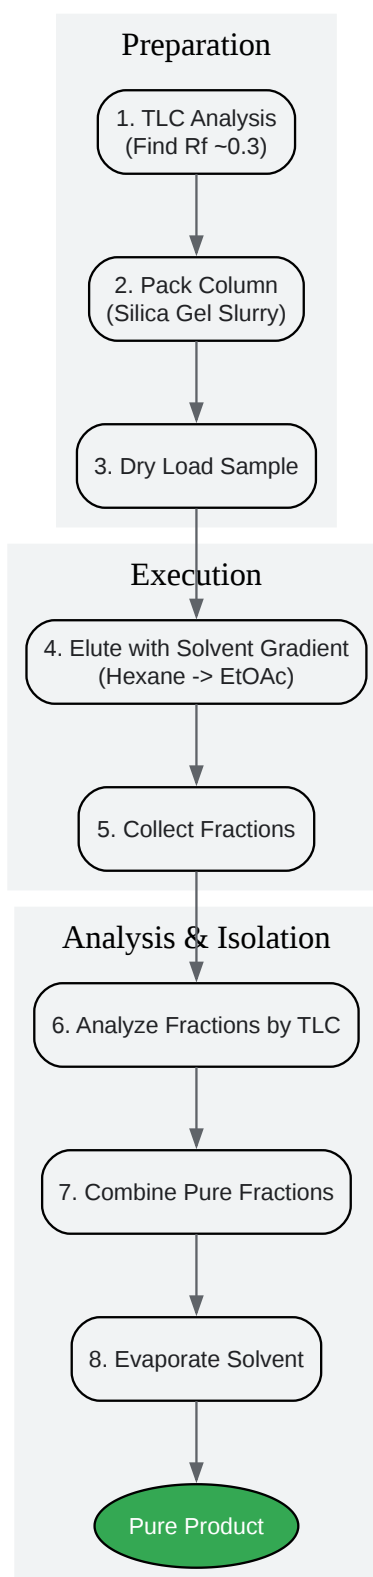 Preparation
1. TLC Analysis
(Find Rf ~0.3)
2. Pack Column
(Silica Gel Slurry)
3. Dry Load Sample
Execution
4. Elute with Solvent Gradient
(Hexane -> EtOAc)
5. Collect Fractions
Analysis & Isolation
6. Analyze Fractions by TLC
7. Combine Pure Fractions
8. Evaporate Solvent
Pure Product